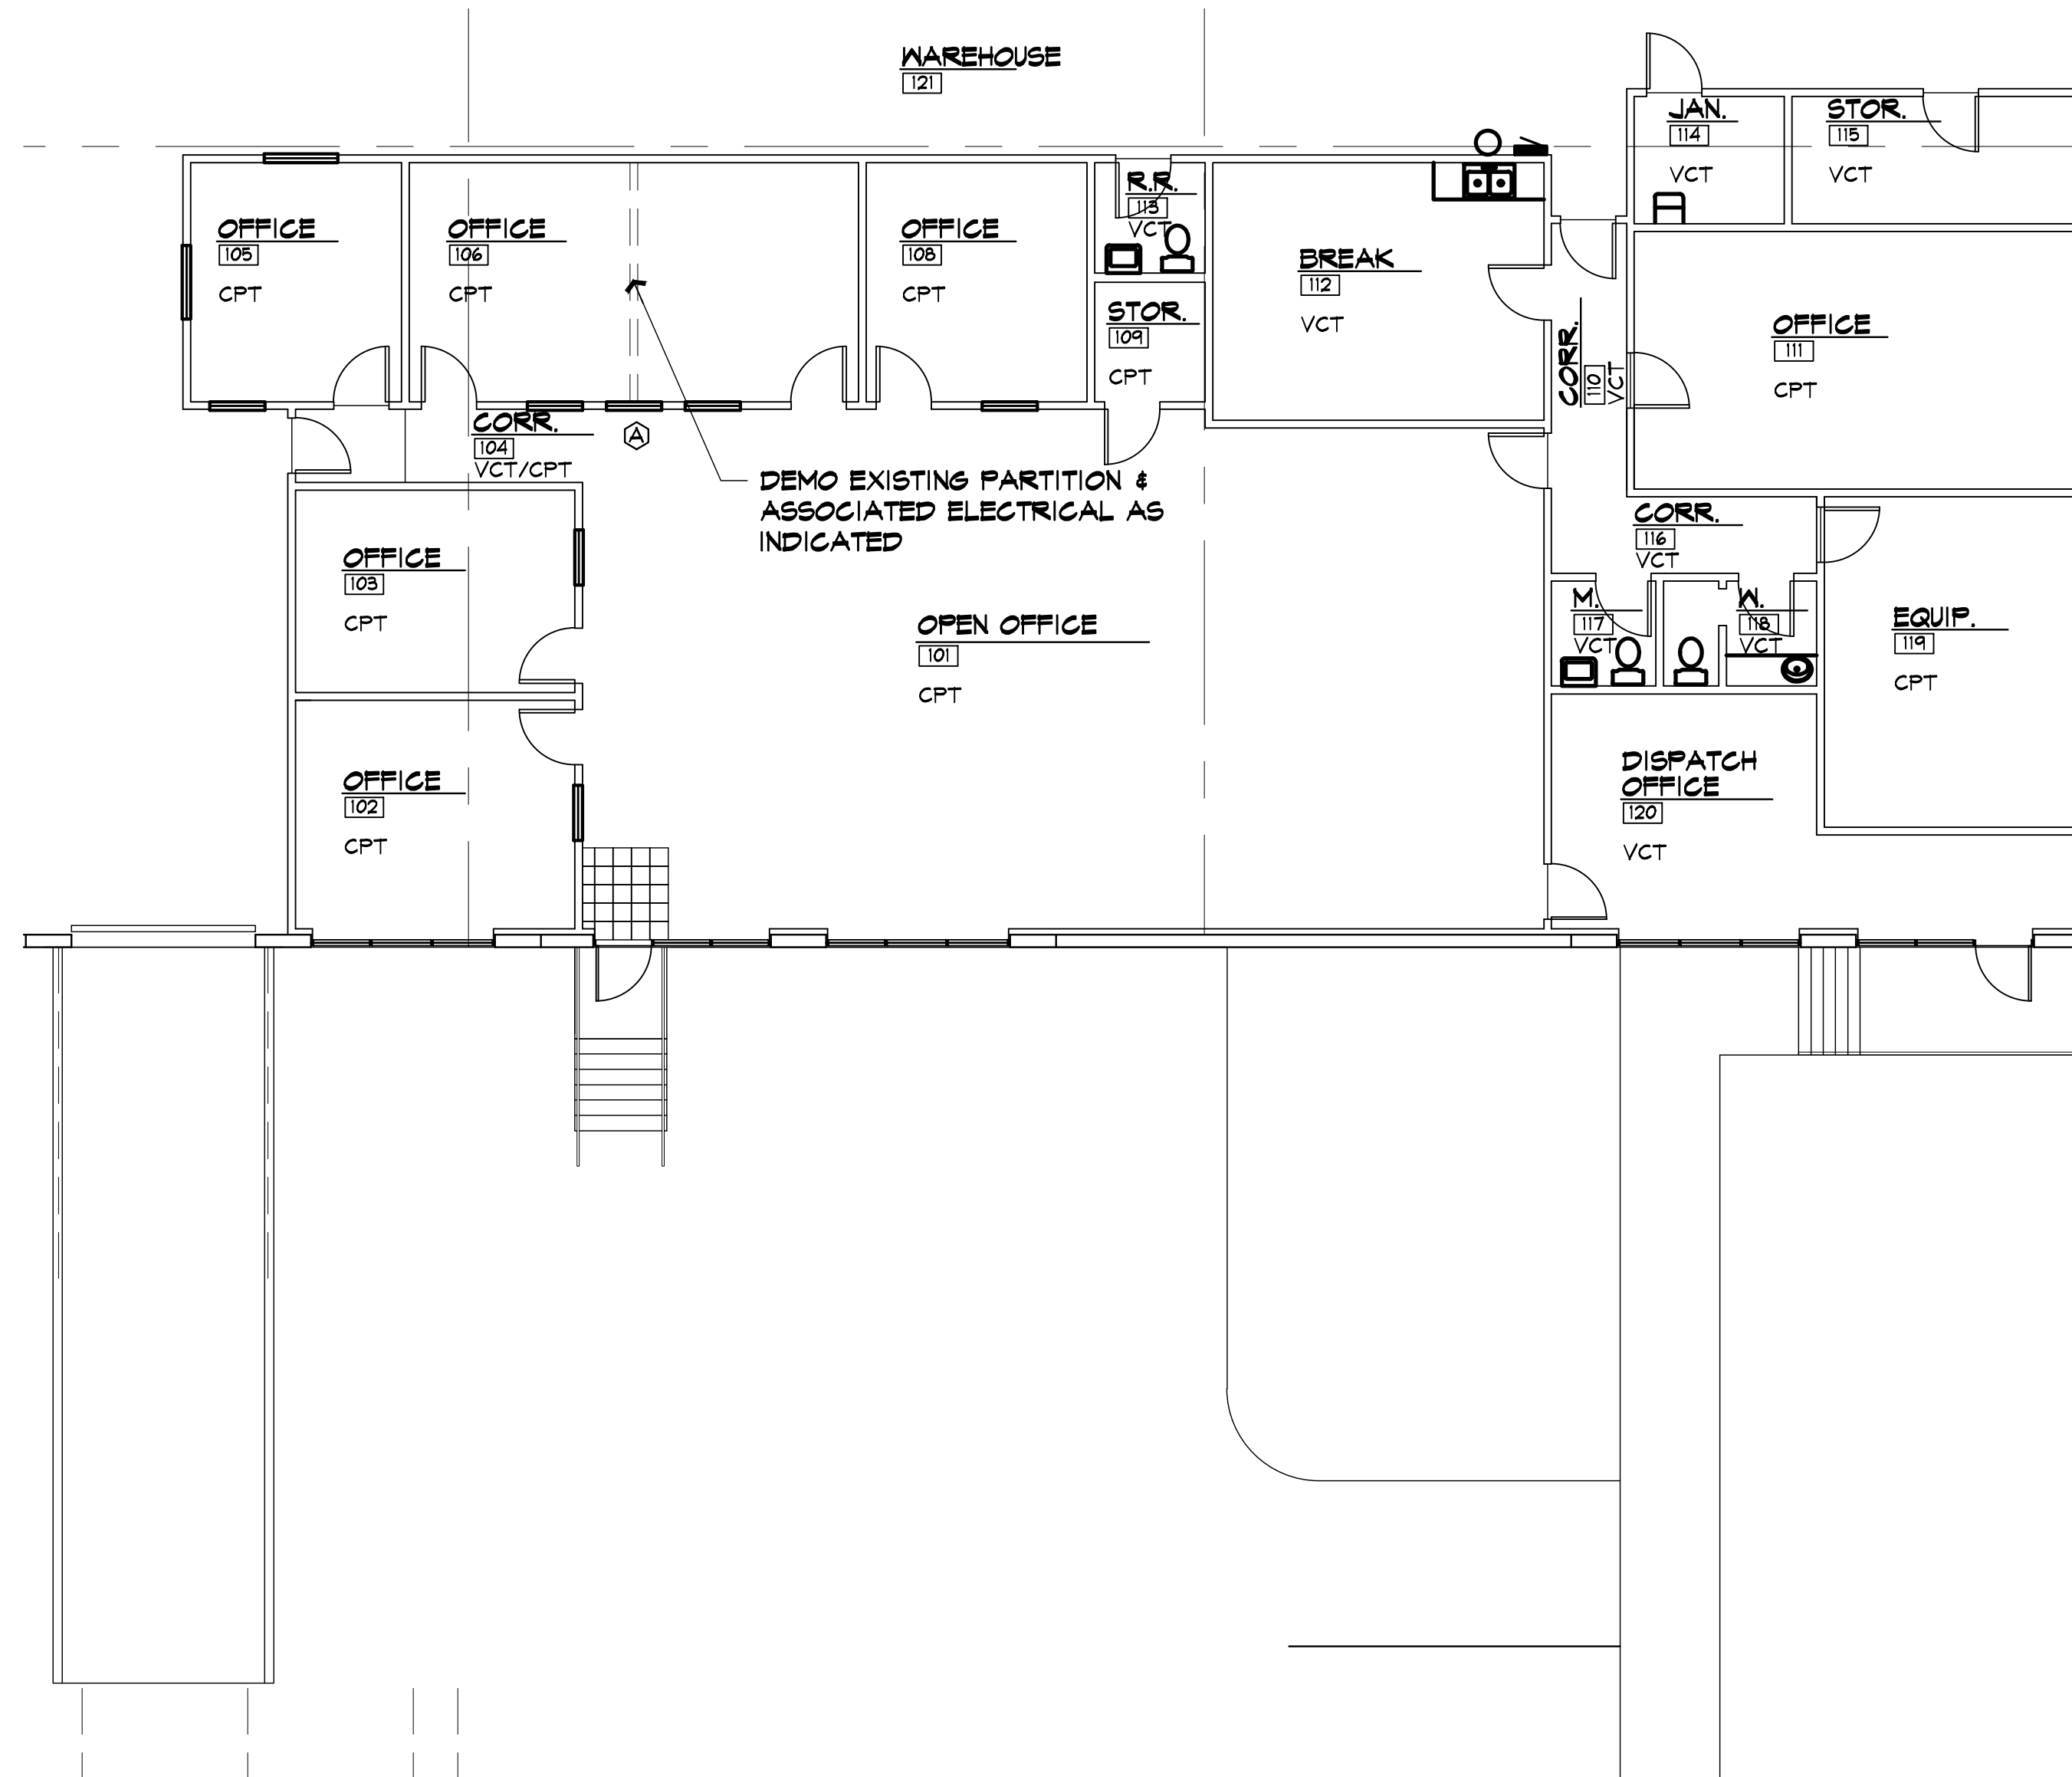 WAREHOUSE
121
JAN.
114
VCT
STOR.
115
VCT
OFFICE
105
CPT
OFFICE
106
CPT
OFFICE
108
CPT
R.R.
113
VCT
STOR.
109
CPT
BREAK
112
VCT
CORR.
110
VCT
OFFICE
111
CPT
CORR.
104
VCT/CPT
A
DEMO EXISTING PARTITION &
ASSOCIATED ELECTRICAL AS
INDICATED
CORR.
116
VCT
OFFICE
103
CPT
OPEN OFFICE
101
CPT
M.
117
VCT
W.
118
VCT
EQUIP.
119
CPT
OFFICE
102
CPT
DISPATCH
OFFICE
120
VCT